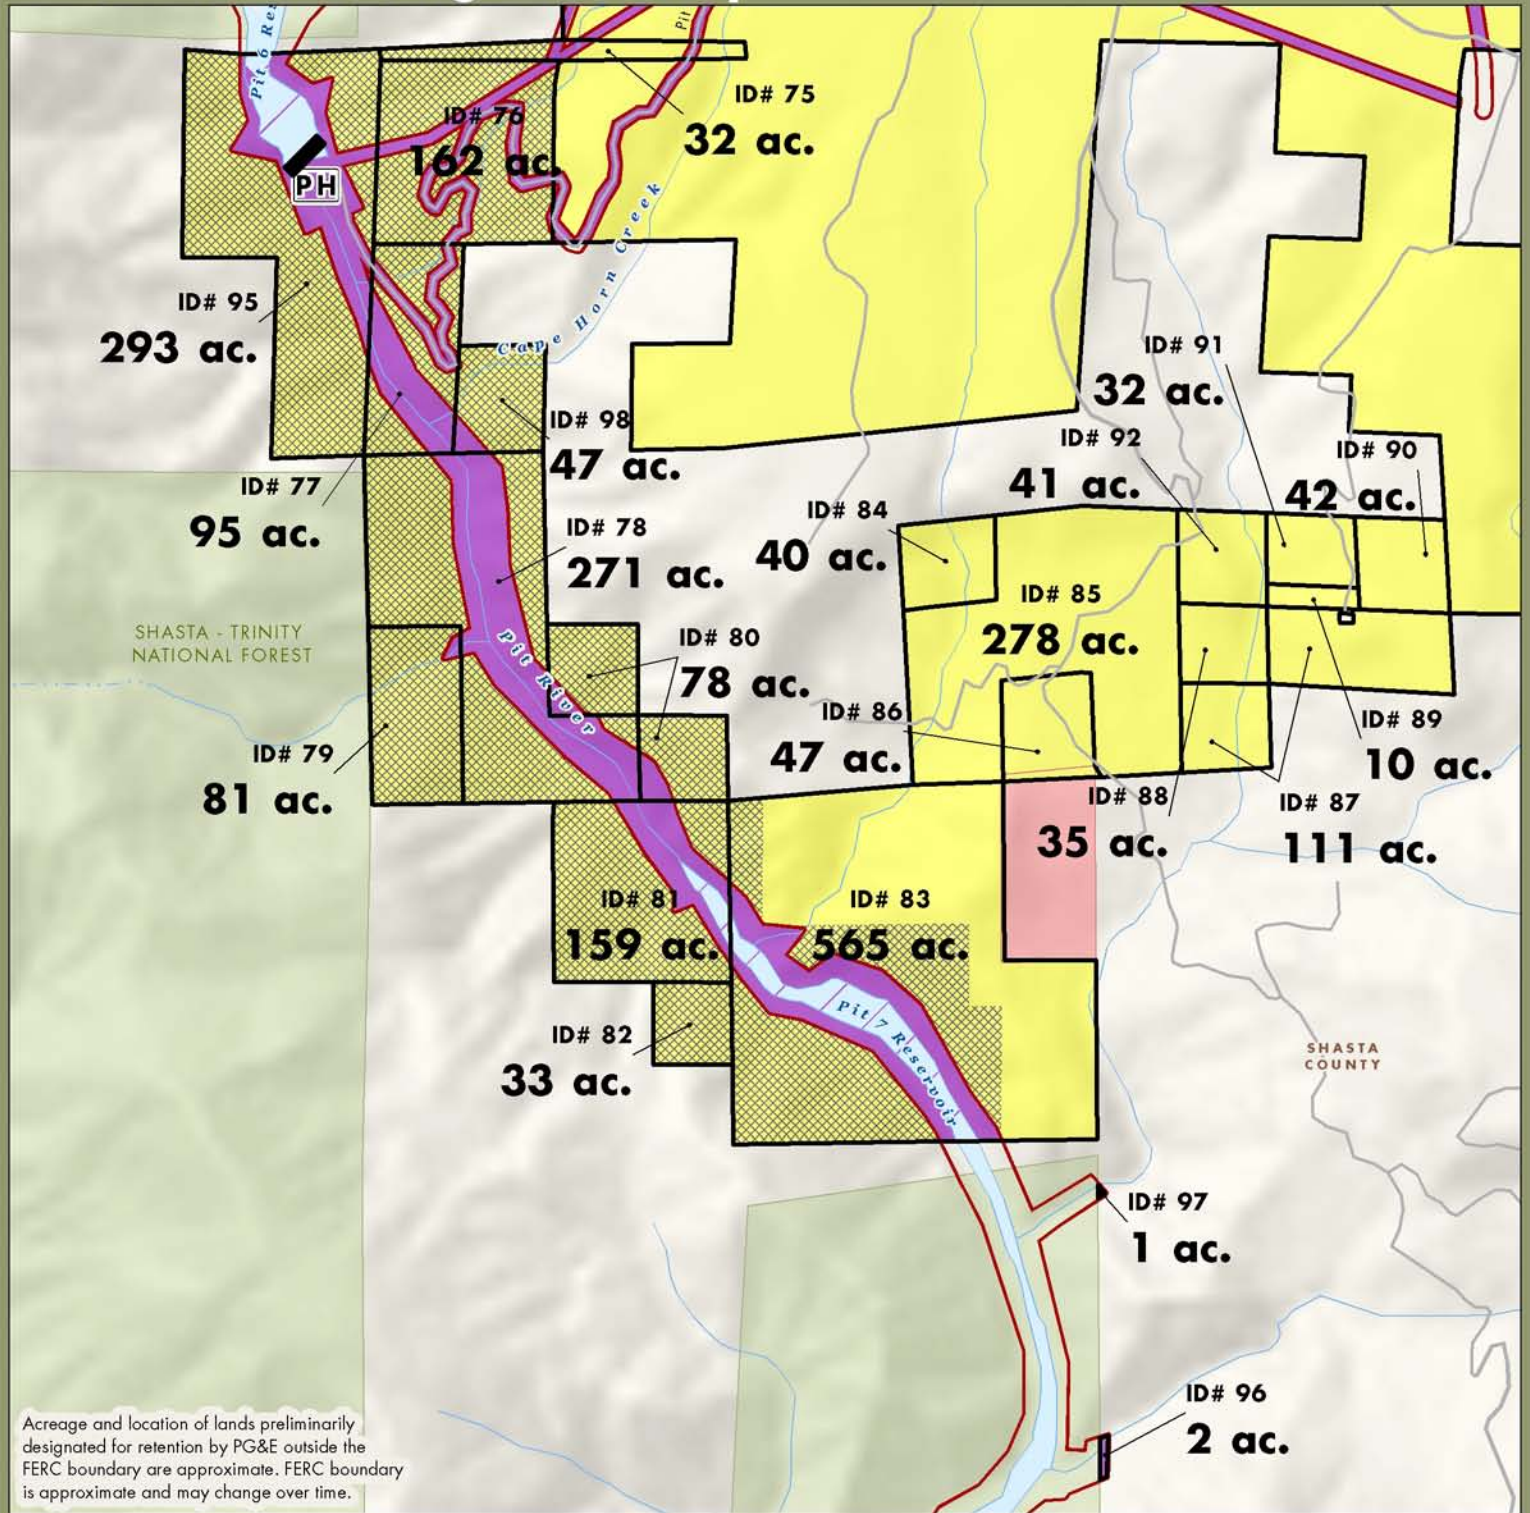 Pit 6 Res
Pit
ID# 75
32 ac.
ID# 76
162 ac.
PH
Cape Horn Creek
ID# 95
293 ac.
ID# 91
32 ac.
ID# 98
47 ac.
ID# 92
41 ac.
ID# 90
42 ac.
ID# 77
95 ac.
ID# 84
40 ac.
ID# 78
271 ac.
ID# 85
278 ac.
SHASTA - TRINITY
NATIONAL FOREST
Pit River
ID# 80
78 ac.
ID# 86
47 ac.
ID# 89
10 ac.
ID# 79
81 ac.
ID# 88
35 ac.
ID# 87
111 ac.
ID# 81
159 ac.
ID# 83
565 ac.
Pit 7 Reservoir
ID# 82
33 ac.
SHASTA
COUNTY
ID# 97
1 ac.
ID# 96
2 ac.
Acreage and location of lands preliminarily
designated for retention by PG&E outside the
FERC boundary are approximate. FERC boundary
is approximate and may change over time.